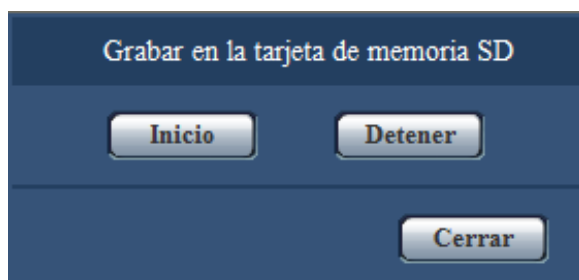 Grabar en la tarjeta de memoria SD
Inicio Detener
Cerrar